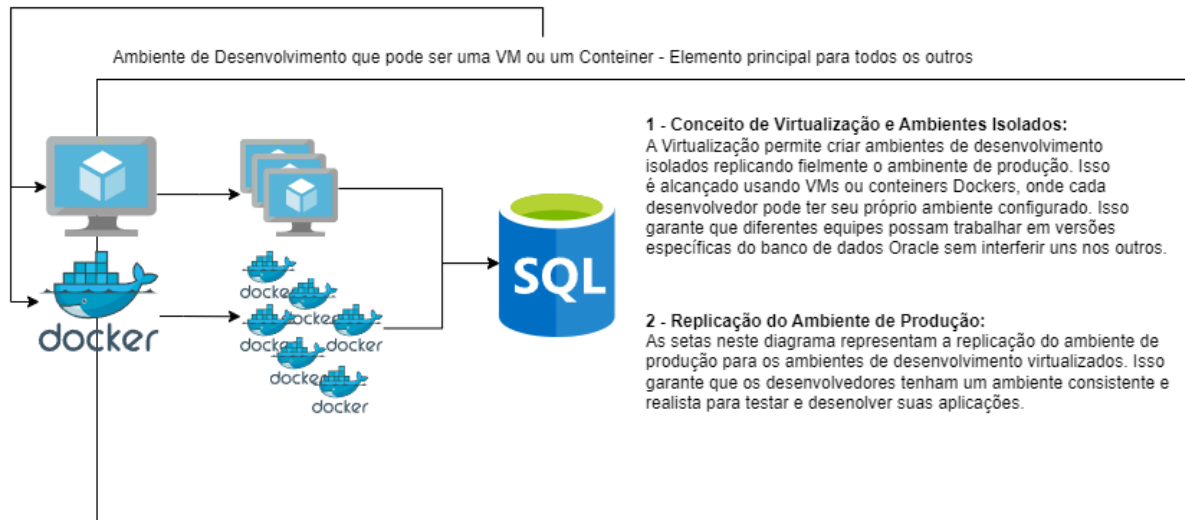 Ambiente de Desenvolvimento que pode ser uma VM ou um Conteiner - Elemento principal para todos os outros
1 - Conceito de Virtualização e Ambientes Isolados:
A Virtualização permite criar ambientes de desenvolvimento
isolados replicando fielmente o ambinente de produção. Isso
é alcançado usando VMs ou conteiners Dockers, onde cada
desenvolvedor pode ter seu próprio ambiente configurado. Isso
garante que diferentes equipes possam trabalhar em versões
específicas do banco de dados Oracle sem interferir uns nos outros.
SQL
docker
docker
docker
docker
docker
docker
docker
2 - Replicação do Ambiente de Produção:
As setas neste diagrama representam a replicação do ambiente de
produção para os ambientes de desenvolvimento virtualizados. Isso
garante que os desenvolvedores tenham um ambiente consistente e
realista para testar e desenolver suas aplicações.